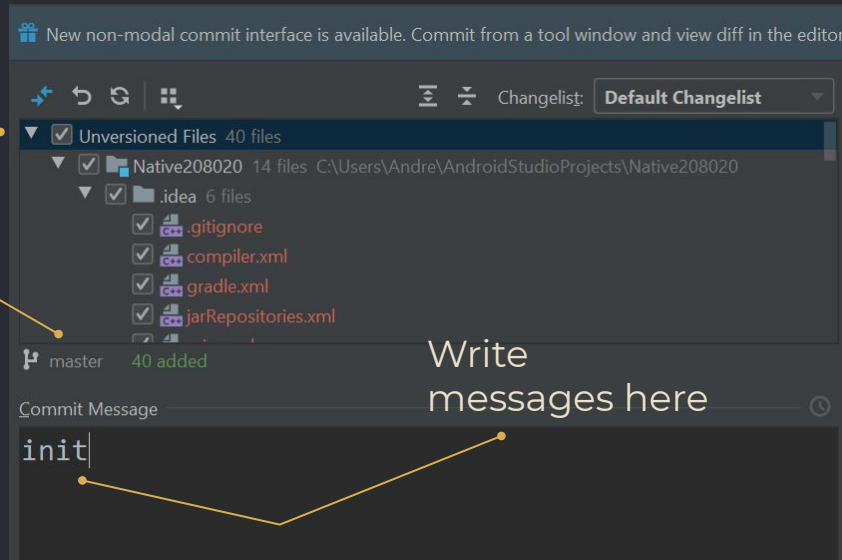 New non-modal commit interface is available. Commit from a tool window and view diff in the editor
Changelist: Default Changelist
Unversioned Files 40 files
Native208020 14 files C:\Users\Andre\AndroidStudioProjects\Native208020
.idea 6 files
C++ .gitignore
C++ compiler.xml
C++ gradle.xml
C++ jarRepositories.xml
master 40 added
Write
messages here
Commit Message
init